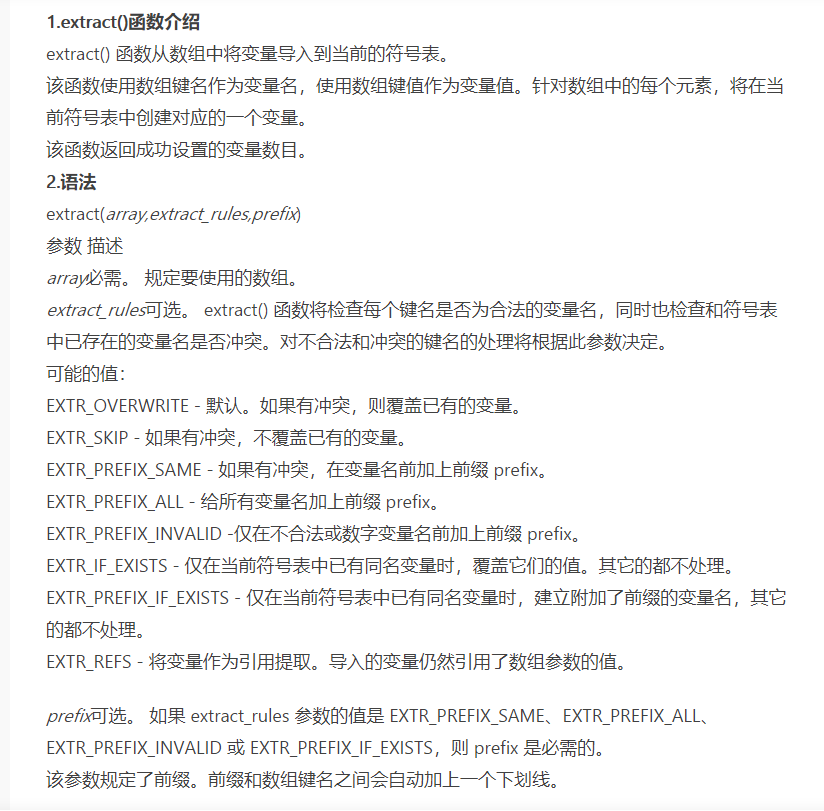 1.extract()函数介绍
extract() 函数从数组中将变量导入到当前的符号表。
该函数使用数组键名作为变量名，使用数组键值作为变量值。针对数组中的每个元素，将在当
前符号表中创建对应的一个变量。
该函数返回成功设置的变量数目。
2.语法
extract(array,extract_rules,prefix)
参数 描述
array必需。 规定要使用的数组。
extract_rules可选。 extract() 函数将检查每个键名是否为合法的变量名，同时也检查和符号表
中已存在的变量名是否冲突。对不合法和冲突的键名的处理将根据此参数决定。
可能的值：
EXTR_OVERWRITE - 默认。如果有冲突，则覆盖已有的变量。
EXTR_SKIP - 如果有冲突，不覆盖已有的变量。
EXTR_PREFIX_SAME - 如果有冲突，在变量名前加上前缀 prefix。
EXTR_PREFIX_ALL - 给所有变量名加上前缀 prefix。
EXTR_PREFIX_INVALID -仅在不合法或数字变量名前加上前缀 prefix。
EXTR_IF_EXISTS - 仅在当前符号表中已有同名变量时，覆盖它们的值。其它的都不处理。
EXTR_PREFIX_IF_EXISTS - 仅在当前符号表中已有同名变量时，建立附加了前缀的变量名，其它
的都不处理。
EXTR_REFS - 将变量作为引用提取。导入的变量仍然引用了数组参数的值。
prefix可选。 如果 extract_rules 参数的值是 EXTR_PREFIX_SAME、EXTR_PREFIX_ALL、
EXTR_PREFIX_INVALID 或 EXTR_PREFIX_IF_EXISTS，则 prefix 是必需的。
该参数规定了前缀。前缀和数组键名之间会自动加上一个下划线。